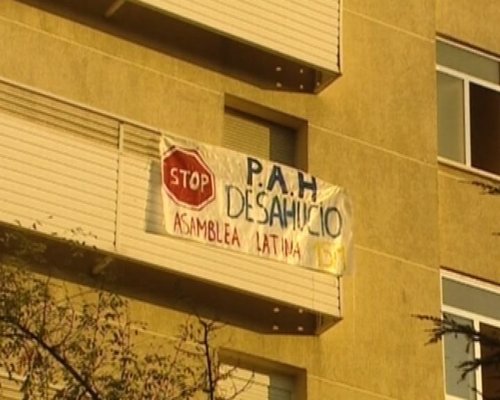 STOP
P.A.H
DESAHUCIO
ASAMBLEA LATINA